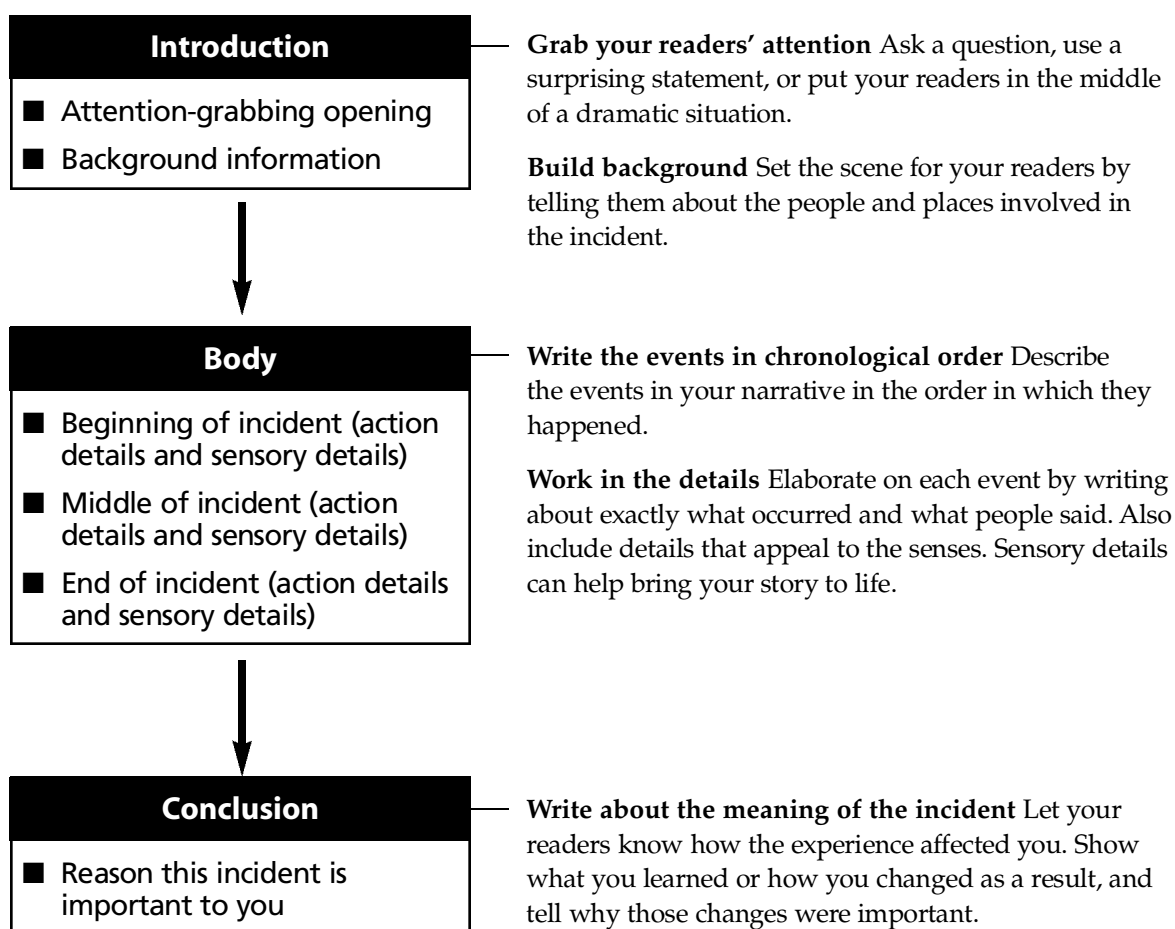 Introduction
■ Attention-grabbing opening
■ Background information
Grab your readers’ attention Ask a question, use a
surprising statement, or put your readers in the middle
of a dramatic situation.
Build background Set the scene for your readers by
telling them about the people and places involved in
the incident.
Body
■ Beginning of incident (action
details and sensory details)
■ Middle of incident (action
details and sensory details)
■ End of incident (action details
and sensory details)
Write the events in chronological order Describe
the events in your narrative in the order in which they
happened.
Work in the details Elaborate on each event by writing
about exactly what occurred and what people said. Also
include details that appeal to the senses. Sensory details
can help bring your story to life.
Conclusion
■ Reason this incident is
important to you
Write about the meaning of the incident Let your
readers know how the experience affected you. Show
what you learned or how you changed as a result, and
tell why those changes were important.